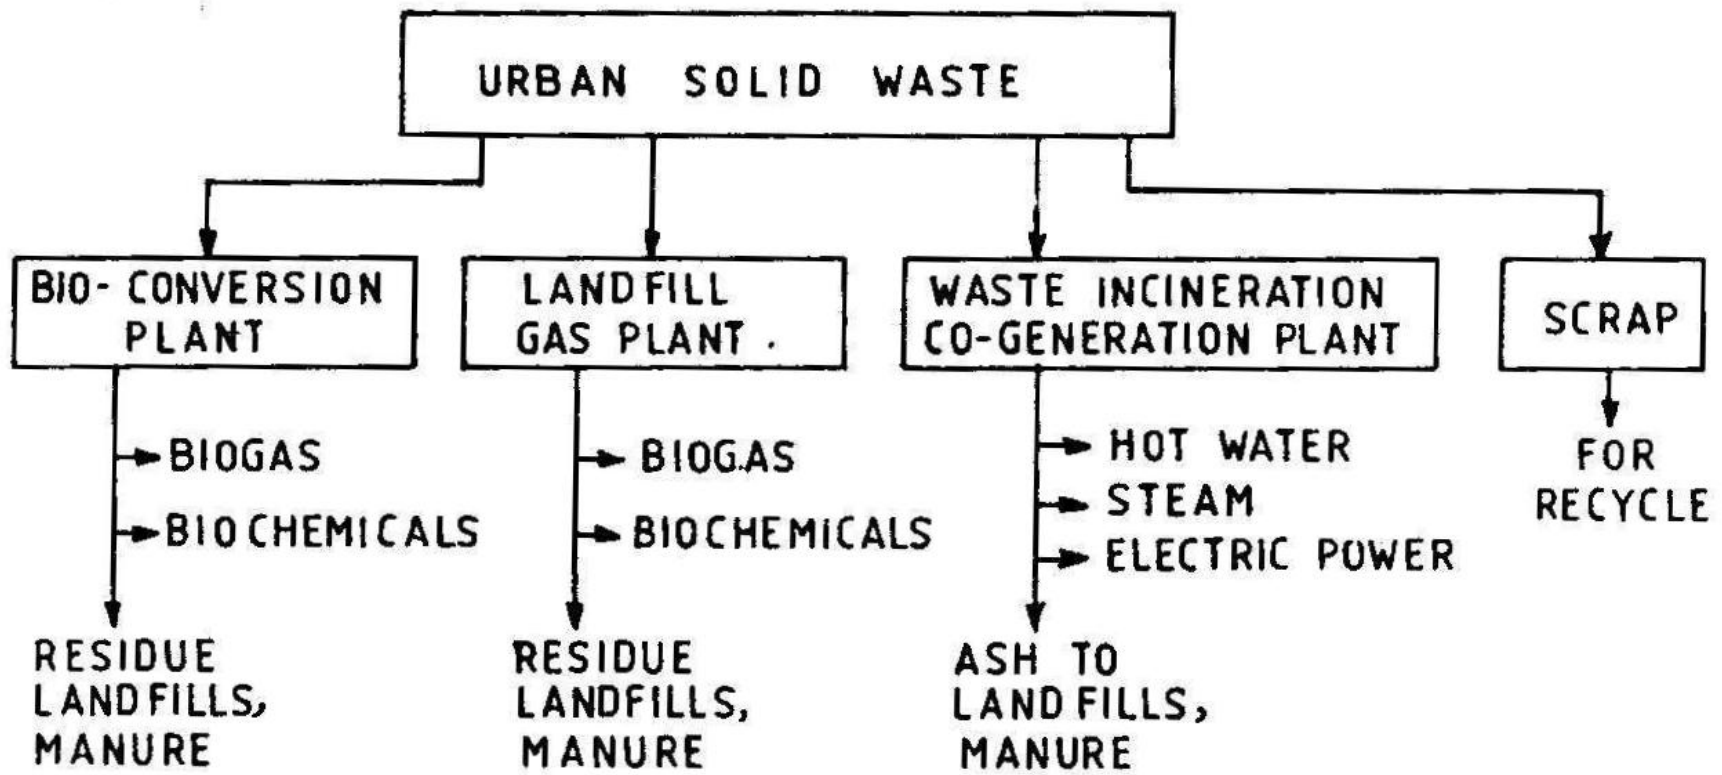 URBAN SOLID WASTE
BIO-CONVERSION
PLANT
LANDFILL
GAS PLANT.
WASTE INCINERATION
CO-GENERATION PLANT
SCRAP
BIOGAS
BIOCHEMICALS
RESIDUE
LANDFILLS,
MANURE
BIOGAS
BIOCHEMICALS
RESIDUE
LANDFILLS,
MANURE
HOT WATER
STEAM
ELECTRIC POWER
ASH TO
LANDFILLS,
MANURE
FOR
RECYCLE